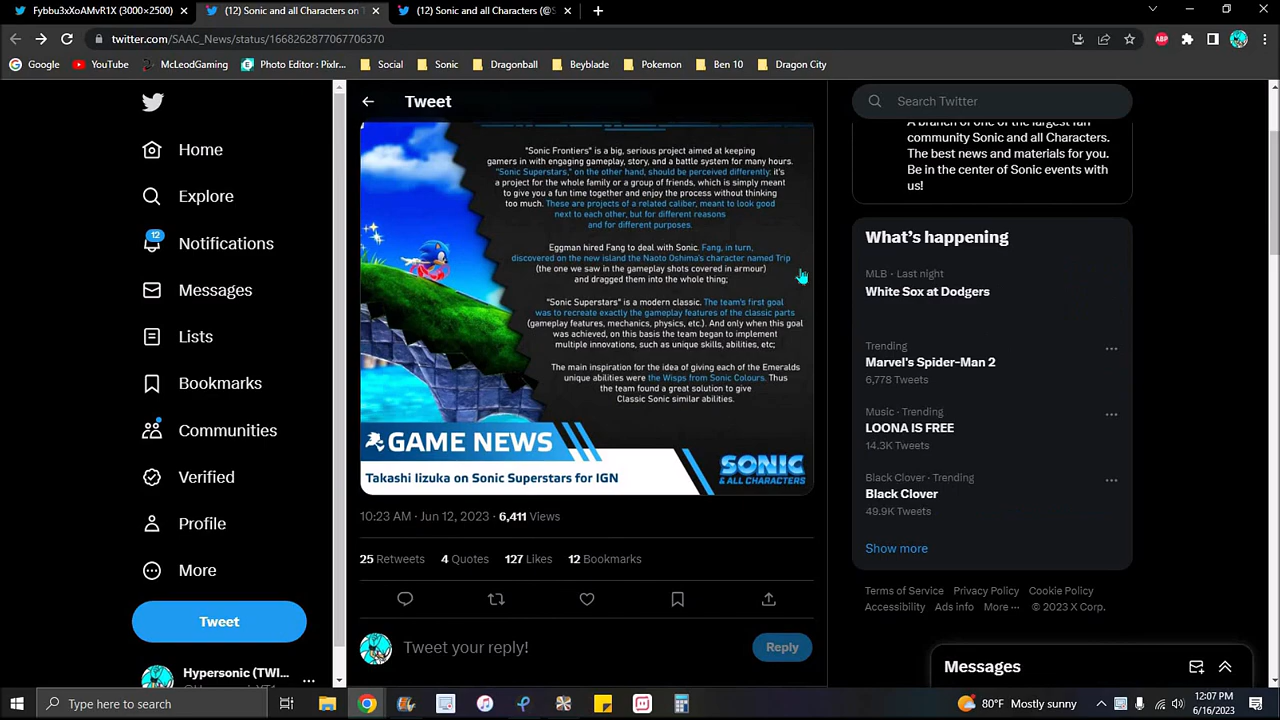 Fybbu3xXoAMvR1X (3000×2500)
(12) Sonic and all Characters on
(12) Sonic and all Characters (@S
twitter.com/SAAC_News/status/1668262877067706370
Google
YouTube
McLeodGaming
Photo Editor : Pixlr...
Social
Sonic
Dragonball
Beyblade
Pokemon
Ben 10
Dragon City
Home
Explore
12
Notifications
Messages
Lists
Bookmarks
Communities
Verified
Profile
More
Tweet
Hypersonic (TWI...
Tweet
"Sonic Frontiers" is a big, serious project aimed at keeping
gamers in with engaging gameplay, story, and a battle system for many hours.
"Sonic Superstars," on the other hand, should be perceived differently: it's
a project for the whole family or a group of friends, which is simply meant
to give you a fun time together and enjoy the process without thinking
too much. These are projects of a related caliber, meant to look good
next to each other, but for different reasons
and for different purposes.
Eggman hired Fang to deal with Sonic. Fang, in turn,
discovered on the new island the Naoto Oshima's character named Trip
(the one we saw in the gameplay shots covered in armour)
and dragged them into the whole thing;
"Sonic Superstars" is a modern classic. The team's first goal
was to recreate exactly the gameplay features of the classic parts
(gameplay features, mechanics, physics, etc.). And only when this goal
was achieved, on this basis the team began to implement
multiple innovations, such as unique skills, abilities, etc;
The main inspiration for the idea of giving each of the Emeralds
unique abilities were the Wisps from Sonic Colours. Thus
the team found a great solution to give
Classic Sonic similar abilities.
GAME NEWS
Takashi Iizuka on Sonic Superstars for IGN
SONIC
& ALL CHARACTERS
10:23 AM · Jun 12, 2023 · 6,411 Views
25 Retweets 4 Quotes 127 Likes 12 Bookmarks
Tweet your reply!
Reply
Search Twitter
A branch of one of the largest fan
community Sonic and all Characters.
The best news and materials for you.
Be in the center of Sonic events with
us!
What's happening
MLB · Last night
White Sox at Dodgers
Trending
Marvel's Spider-Man 2
6,778 Tweets
Music · Trending
LOONA IS FREE
14.3K Tweets
Black Clover · Trending
Black Clover
49.9K Tweets
Show more
Terms of Service Privacy Policy Cookie Policy
Accessibility Ads info More ··· © 2023 X Corp.
Messages
Type here to search
80°F Mostly sunny
12:07 PM
6/16/2023